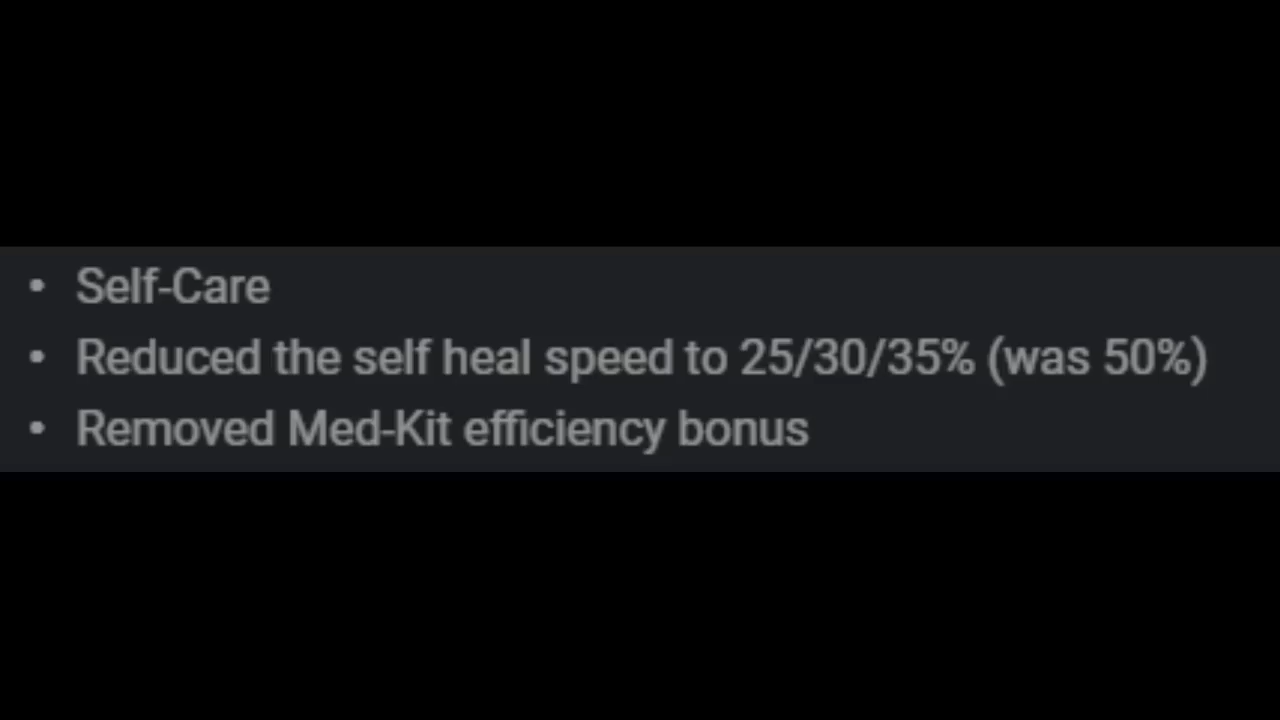 • Self-Care
• Reduced the self heal speed to 25/30/35% (was 50%)
• Removed Med-Kit efficiency bonus